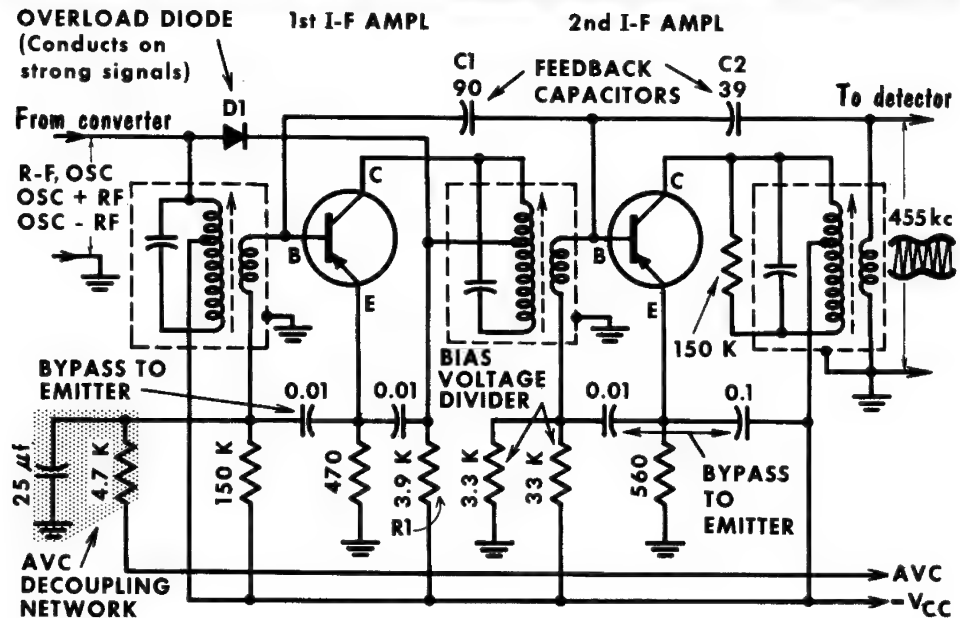 OVERLOAD DIODE
(Conducts on
strong signals)
1st I-F AMPL
2nd I-F AMPL
C1
90
FEEDBACK
CAPACITORS
C2
39
From converter
D1
To detector
R-F, OSC
OSC + RF
OSC - RF
C
B
E
C
B
E
455 kc
150 K
BYPASS TO
EMITTER
0.01
0.01
BIAS
VOLTAGE
DIVIDER
0.01
0.1
25 μf
4.7 K
150 K
470
3.9 K
R1
3.3 K
33 K
560
BYPASS
TO
EMITTER
AVC
DECOUPLING
NETWORK
AVC
-VCC